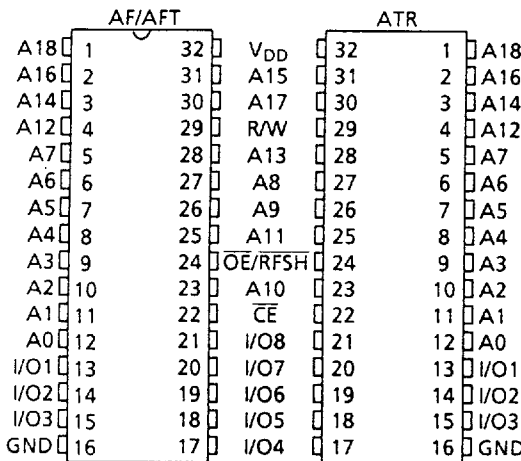 AF/AFT ATR
A18 1 32 VDD 32 1 A18
A16 2 31 A15 31 2 A16
A14 3 30 A17 30 3 A14
A12 4 29 R/W 29 4 A12
A7 5 28 A13 28 5 A7
A6 6 27 A8 27 6 A6
A5 7 26 A9 26 7 A5
A4 8 25 A11 25 8 A4
A3 9 24 O̅E̅/R̅F̅S̅H̅ 24 9 A3
A2 10 23 A10 23 10 A2
A1 11 22 C̅E̅ 22 11 A1
A0 12 21 I/O8 21 12 A0
I/O1 13 20 I/O7 20 13 I/O1
I/O2 14 19 I/O6 19 14 I/O2
I/O3 15 18 I/O5 18 15 I/O3
GND 16 17 I/O4 17 16 GND